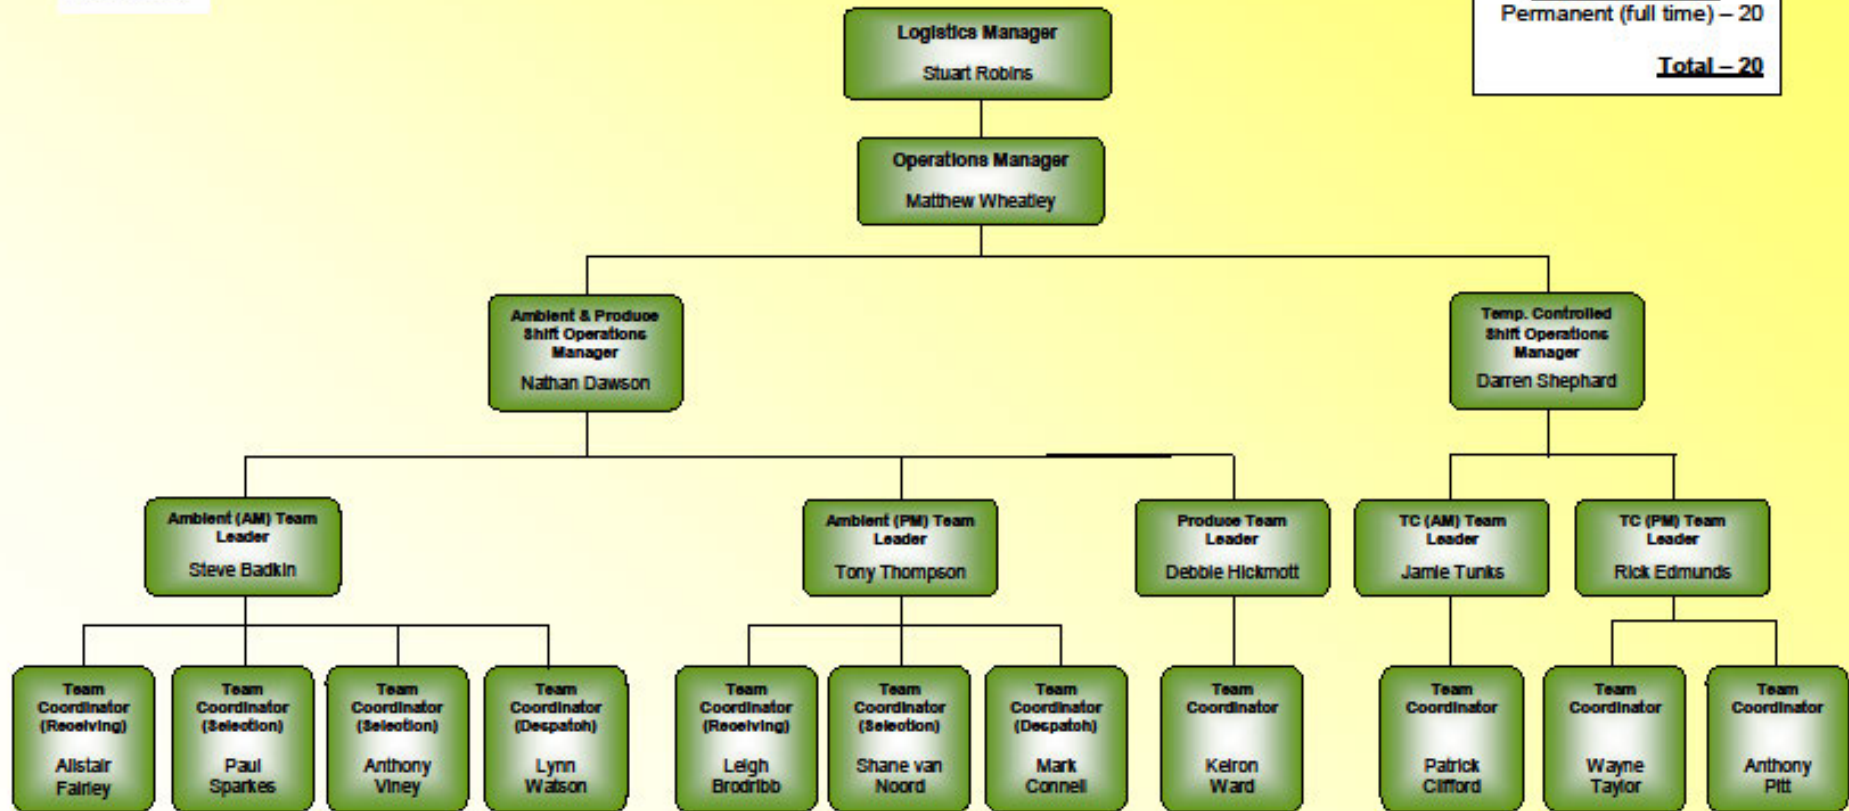 Permanent (full time) – 20
Total – 20
Logistics Manager
Stuart Robins
Operations Manager
Matthew Wheatley
Ambient & Produce
Shift Operations
Manager
Nathan Dawson
Temp. Controlled
Shift Operations
Manager
Darren Shephard
Ambient (AM) Team
Leader
Steve Badkin
Ambient (PM) Team
Leader
Tony Thompson
Produce Team
Leader
Debbie Hickmott
TC (AM) Team
Leader
Jamie Tunks
TC (PM) Team
Leader
Rick Edmunds
Team
Coordinator
(Receiving)
Alistair
Fairley
Team
Coordinator
(Selection)
Paul
Sparkes
Team
Coordinator
(Selection)
Anthony
Viney
Team
Coordinator
(Despatch)
Lynn
Watson
Team
Coordinator
(Receiving)
Leigh
Brodribb
Team
Coordinator
(Selection)
Shane van
Noord
Team
Coordinator
(Despatch)
Mark
Connell
Team
Coordinator
Keiron
Ward
Team
Coordinator
Patrick
Clifford
Team
Coordinator
Wayne
Taylor
Team
Coordinator
Anthony
Pitt